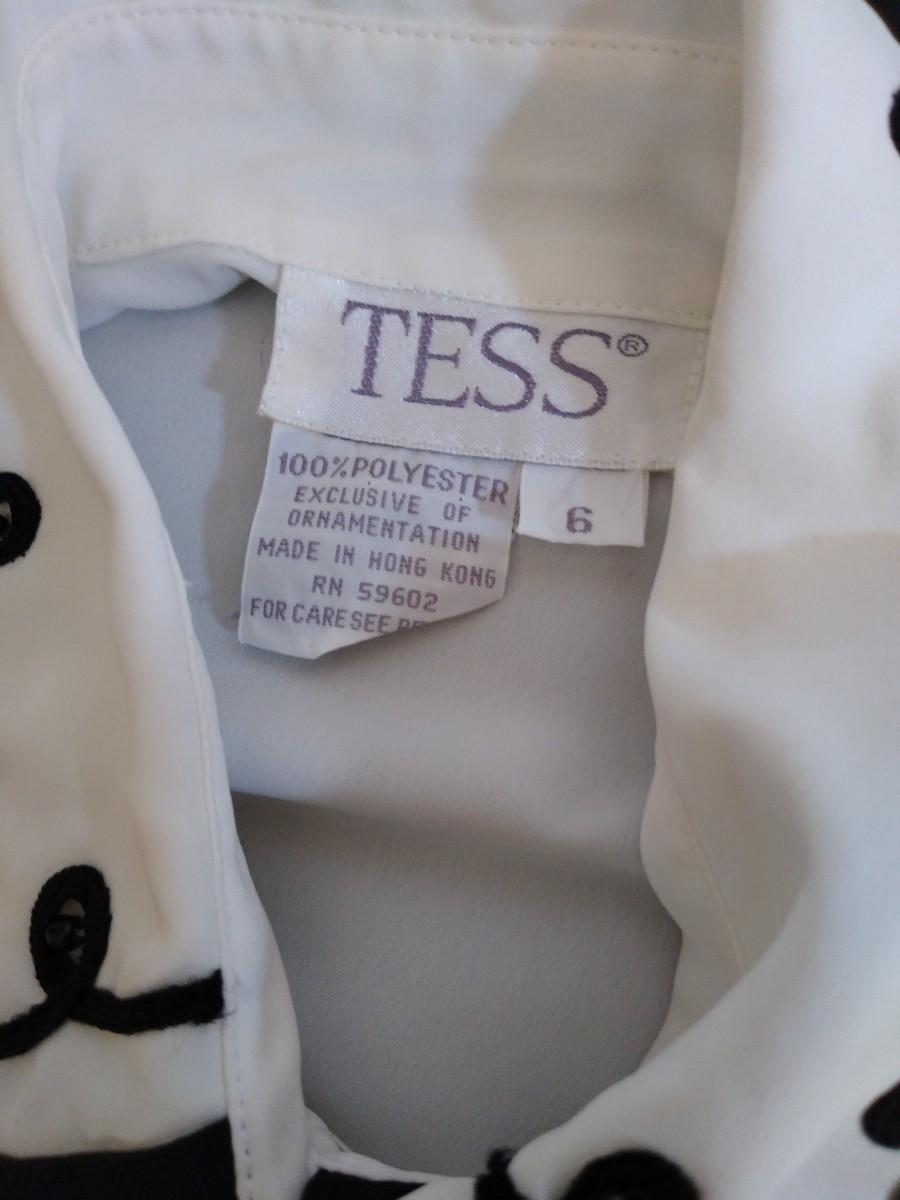 TESS®
100% POLYESTER
EXCLUSIVE OF
ORNAMENTATION
MADE IN HONG KONG
RN 59602
FOR CARE SEE
6